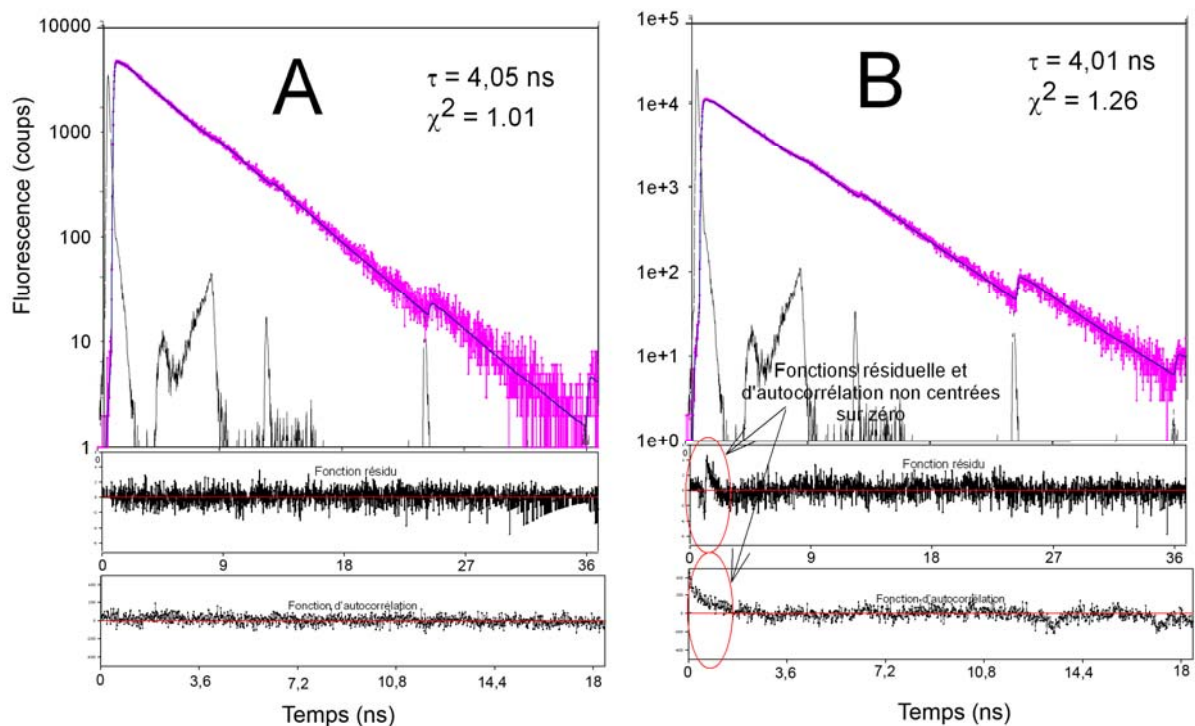 A
τ = 4,05 ns
χ² = 1.01
Fluorescence (coups)
10000
1000
100
10
1
Fonction résidu
0
9
18
27
36
Fonction d'autocorrélation
0
3,6
7,2
10,8
14,4
18
Temps (ns)
B
τ = 4,01 ns
χ² = 1.26
1e+5
1e+4
1e+3
1e+2
1e+1
1e+0
Fonctions résiduelle et
d'autocorrélation non centrées
sur zéro
Fonction résidu
0
9
18
27
36
Fonction d'autocorrélation
0
3,6
7,2
10,8
14,4
18
Temps (ns)